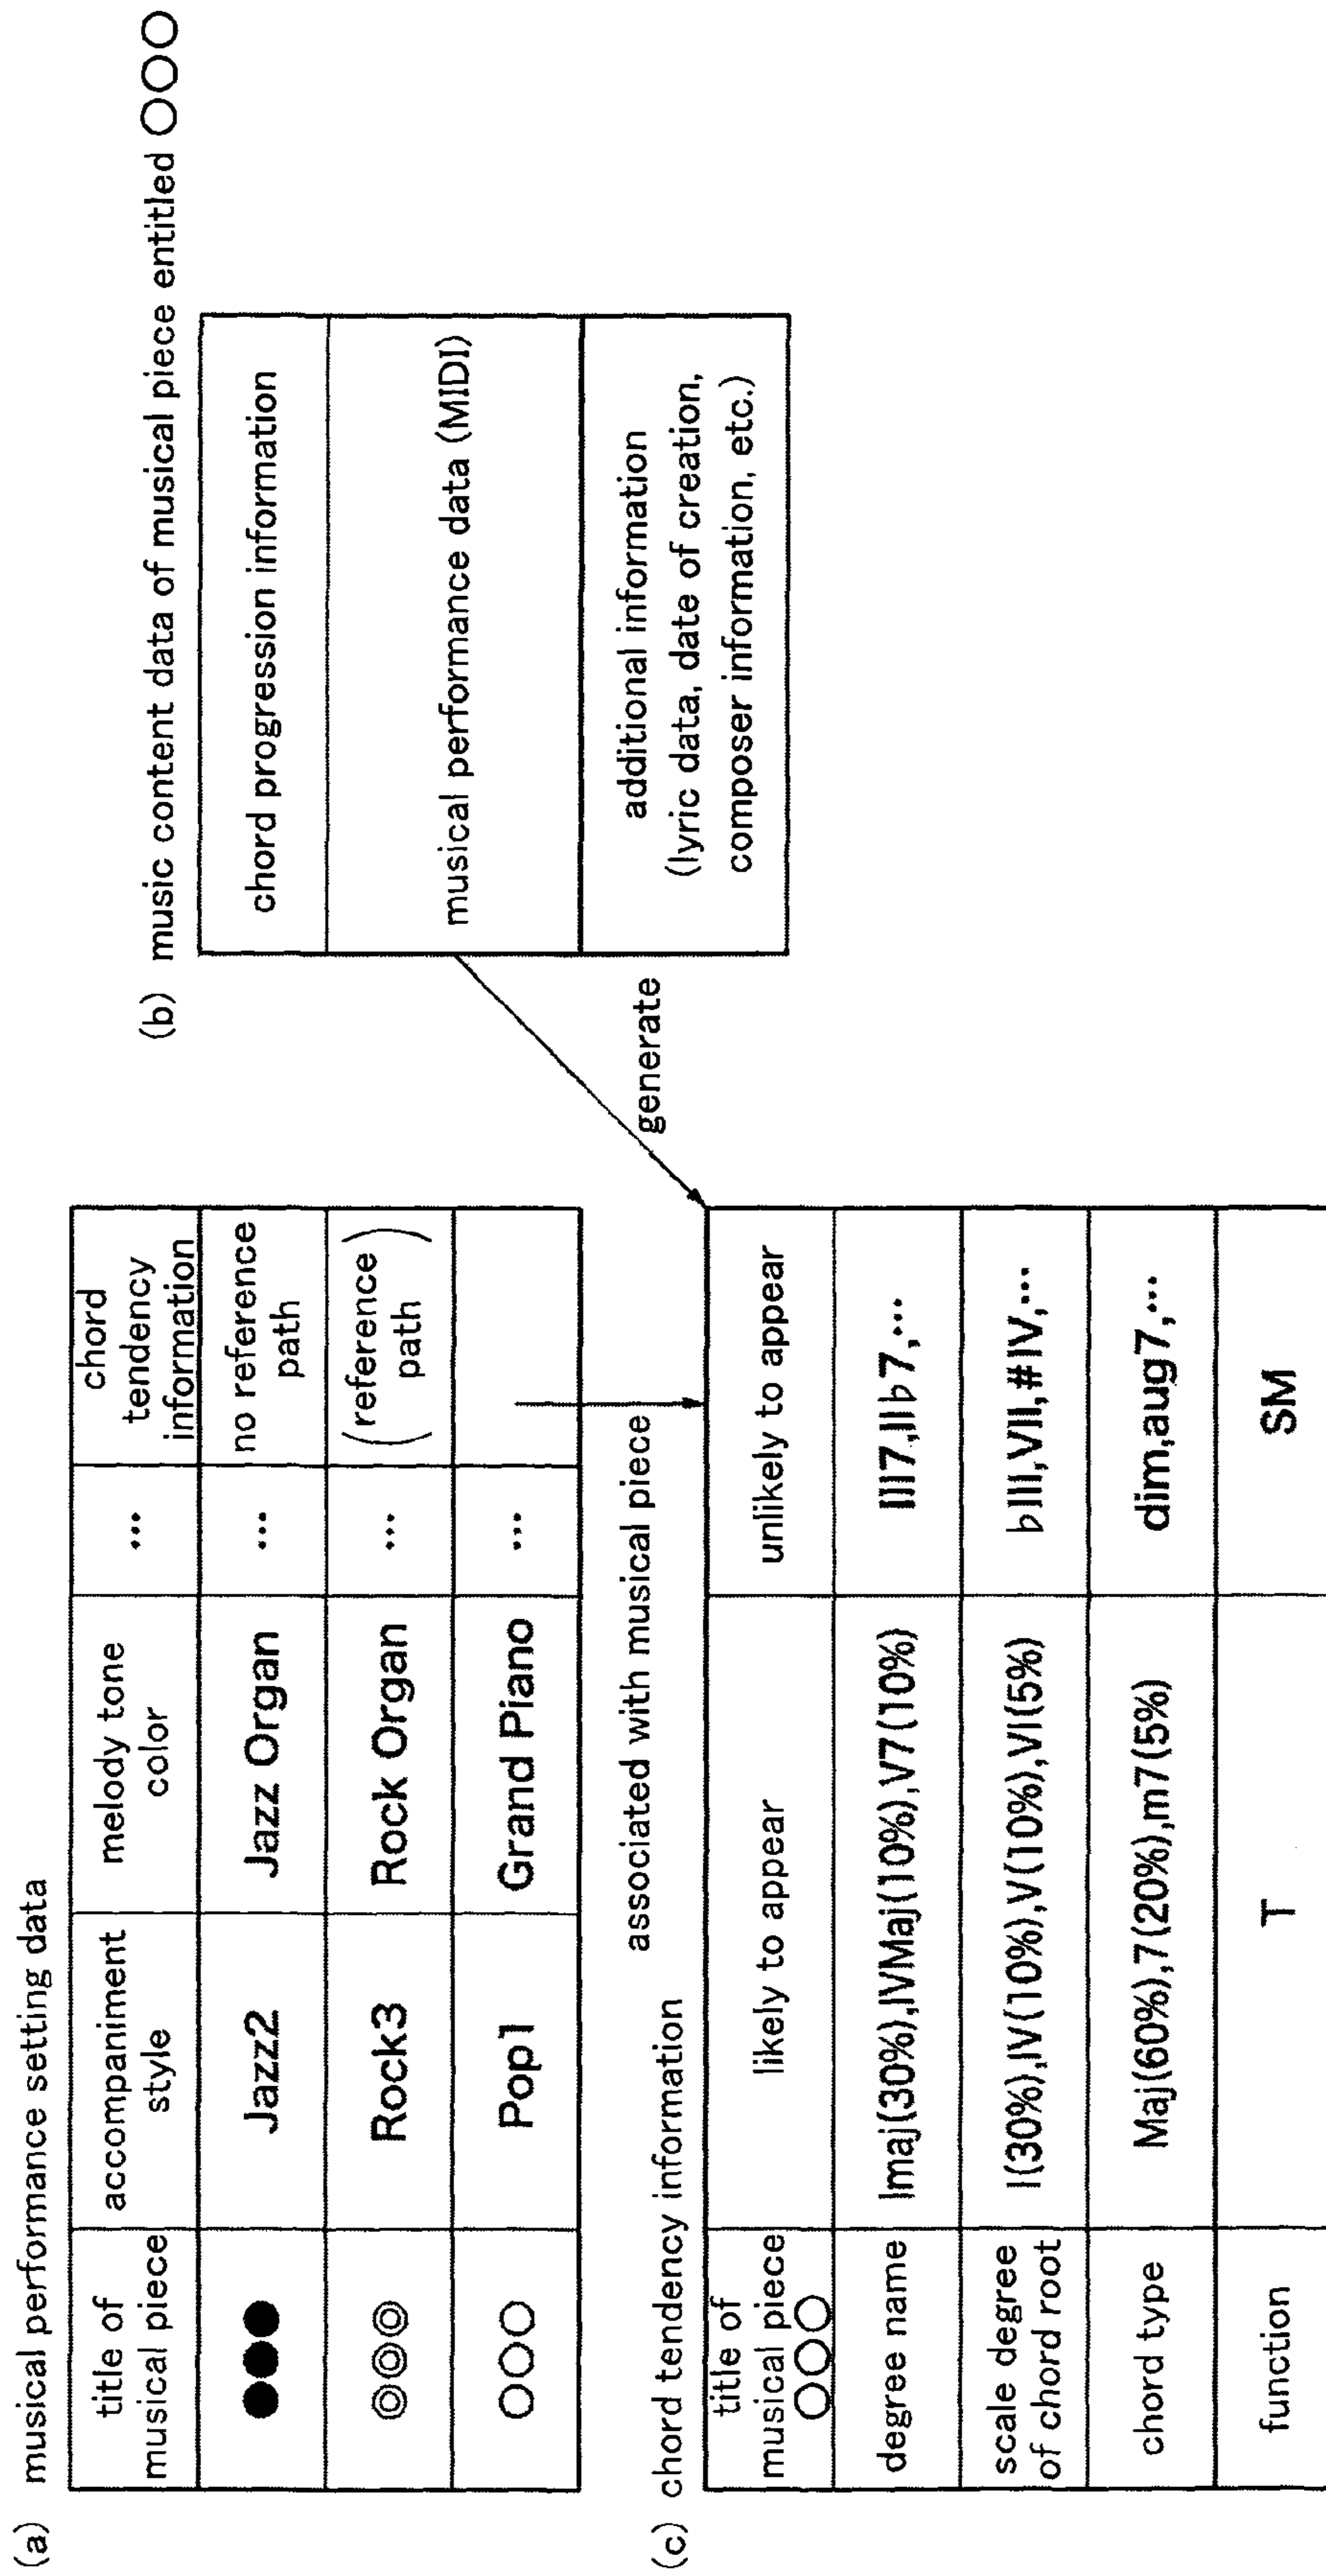 (a) musical performance setting data
title of
musical piece
accompaniment
style
melody tone
color
...
chord
tendency
information
●●●
Jazz2
Jazz Organ
...
no reference
path
◎◎◎
Rock3
Rock Organ
...
(reference
path)
○○○
Pop1
Grand Piano
...
associated with musical piece
(b) music content data of musical piece entitled ○○○
chord progression information
musical performance data (MIDI)
additional information
(lyric data, date of creation,
composer information, etc.)
generate
(c) chord tendency information
title of
musical piece
○○○
likely to appear
unlikely to appear
degree name
Imaj(30%),IVMaj(10%),V7(10%)
III7,II♭7,...
scale degree
of chord root
I(30%),IV(10%),V(10%),VI(5%)
♭III,VII,#IV,...
chord type
Maj(60%),7(20%),m7(5%)
dim,aug7,...
function
T
SM